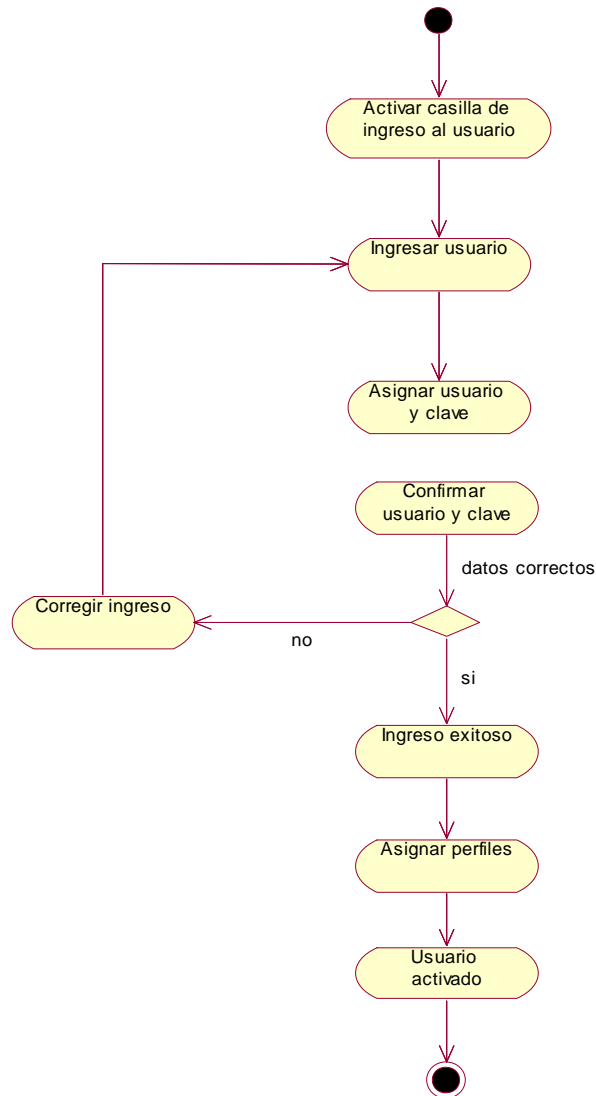 Activar casilla de
ingreso al usuario
Ingresar usuario
Asignar usuario
y clave
Confirmar
usuario y clave
datos correctos
Corregir ingreso
no
si
Ingreso exitoso
Asignar perfiles
Usuario
activado